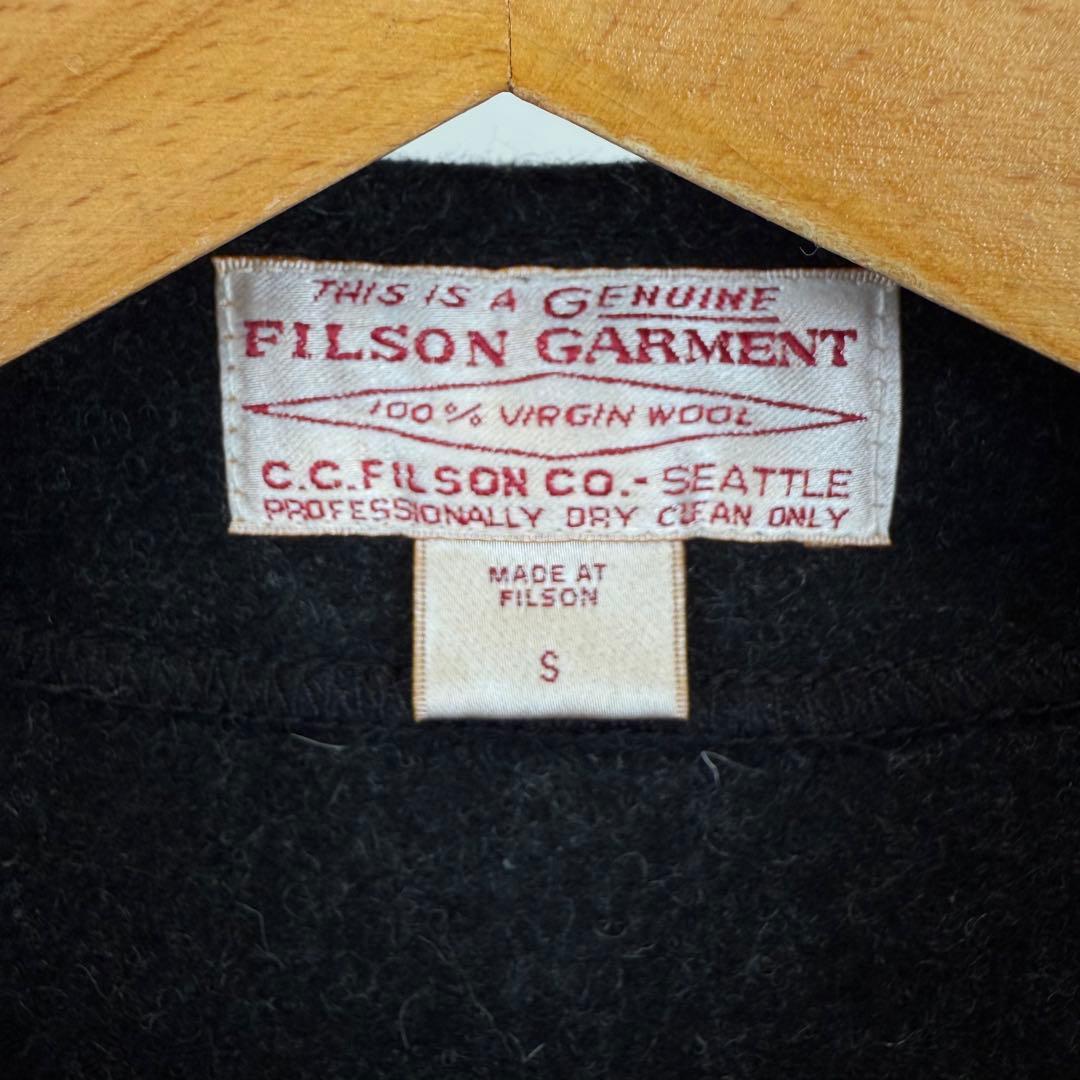 THIS IS A GENUINE
FILSON GARMENT
100% VIRGIN WOOL
C.C. FILSON CO. - SEATTLE
PROFESSIONALLY DRY CLEAN ONLY
MADE AT
FILSON
S